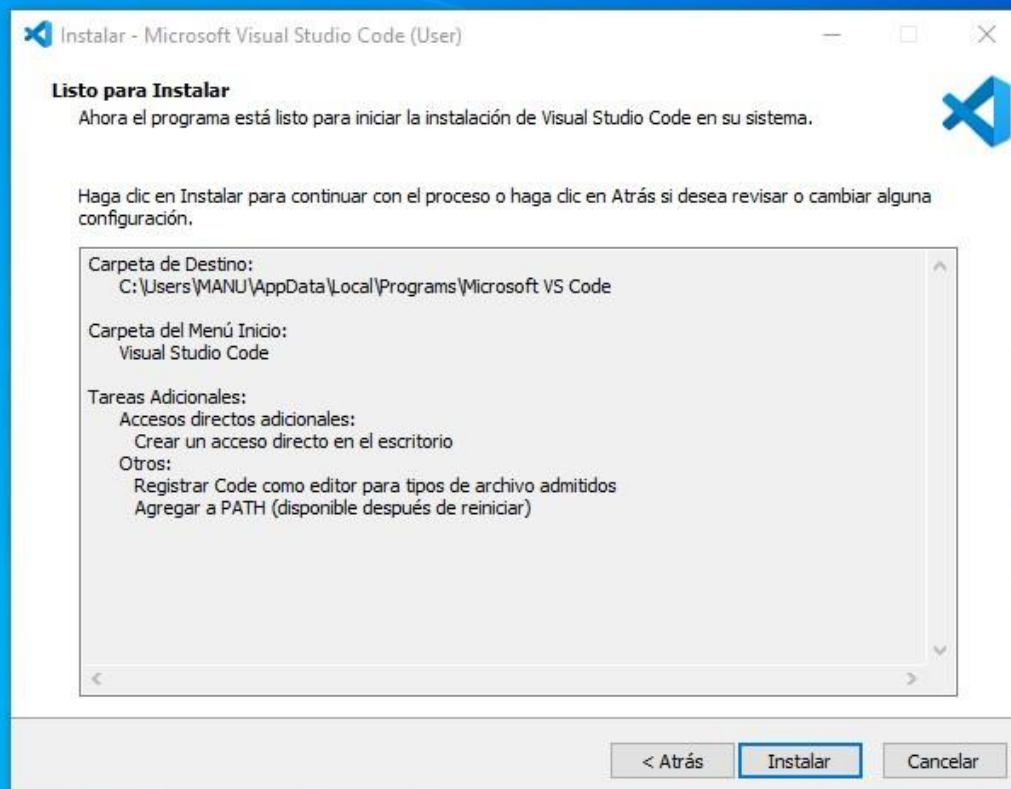 Instalar - Microsoft Visual Studio Code (User)
Listo para Instalar
Ahora el programa está listo para iniciar la instalación de Visual Studio Code en su sistema.
Haga clic en Instalar para continuar con el proceso o haga clic en Atrás si desea revisar o cambiar alguna
configuración.
Carpeta de Destino:
C:\Users\MANU\AppData\Local\Programs\Microsoft VS Code
Carpeta del Menú Inicio:
Visual Studio Code
Tareas Adicionales:
Accesos directos adicionales:
Crear un acceso directo en el escritorio
Otros:
Registrar Code como editor para tipos de archivo admitidos
Agregar a PATH (disponible después de reiniciar)
< Atrás Instalar Cancelar